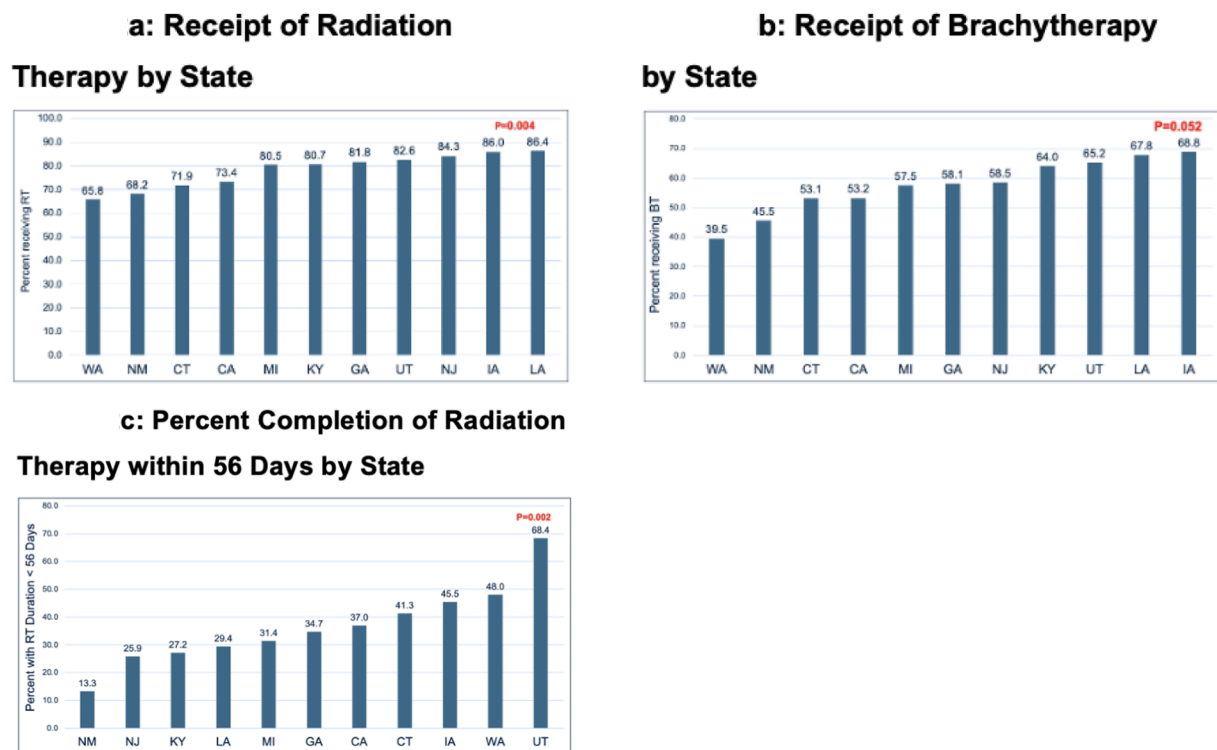 a: Receipt of Radiation
Therapy by State
100.0
90.0
80.0
70.0
60.0
50.0
40.0
30.0
20.0
10.0
0.0
Percent receiving RT
P=0.004
65.8 68.2 71.9 73.4 80.5 80.7 81.8 82.6 84.3 86.0 86.4
WA NM CT CA MI KY GA UT NJ IA LA
b: Receipt of Brachytherapy
by State
80.0
70.0
60.0
50.0
40.0
30.0
20.0
10.0
0.0
Percent receiving BT
P=0.052
39.5 45.5 53.1 53.2 57.5 58.1 58.5 64.0 65.2 67.8 68.8
WA NM CT CA MI GA NJ KY UT LA IA
c: Percent Completion of Radiation
Therapy within 56 Days by State
80.0
70.0
60.0
50.0
40.0
30.0
20.0
10.0
0.0
Percent with RT Duration < 56 Days
P=0.002
13.3 25.9 27.2 29.4 31.4 34.7 37.0 41.3 45.5 48.0 68.4
NM NJ KY LA MI GA CA CT IA WA UT